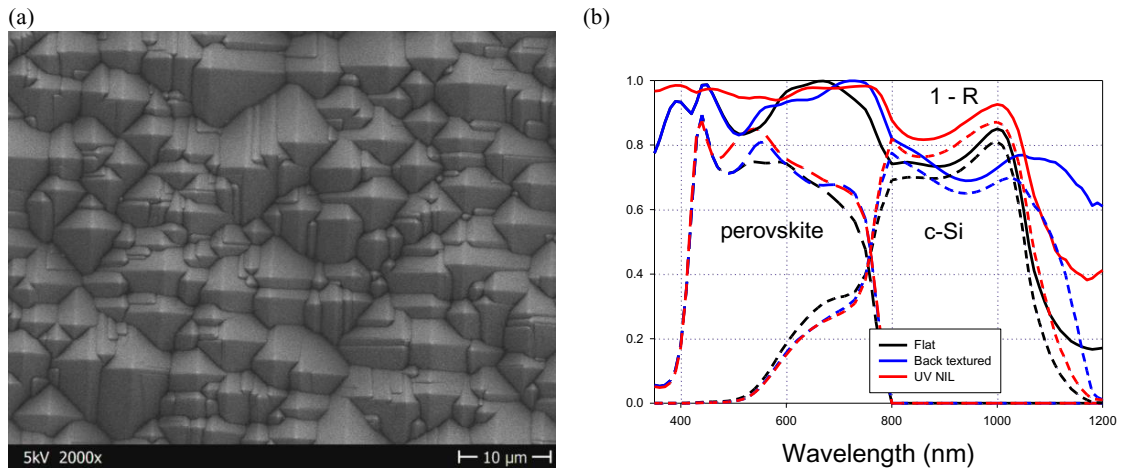 (a)
5kV 2000x
10 µm
(b)
1.0
0.8
0.6
0.4
0.2
0.0
1 - R
perovskite
c-Si
Flat
Back textured
UV NIL
400
600
800
1000
1200
Wavelength (nm)